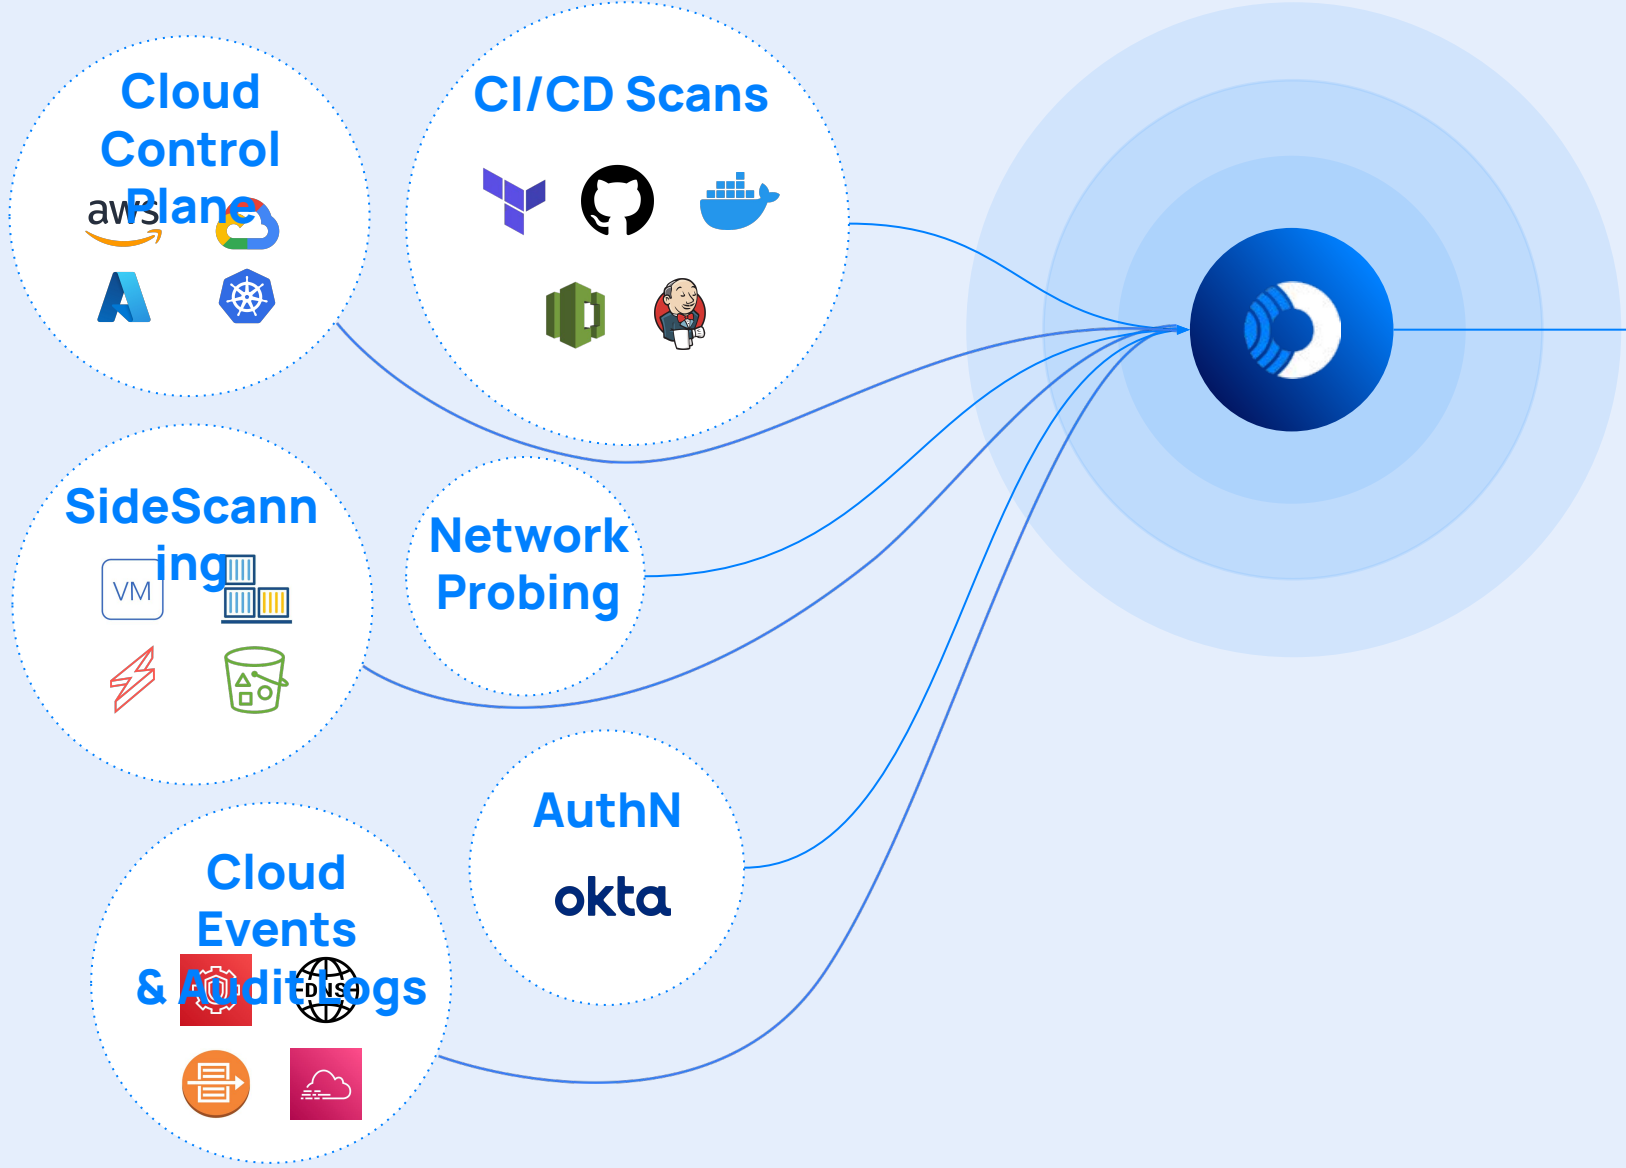 Cloud
Control
Plane
aws
CI/CD Scans
SideScann
ing
VM
Network
Probing
AuthN
okta
Cloud
Events
& Audit Logs
DNS